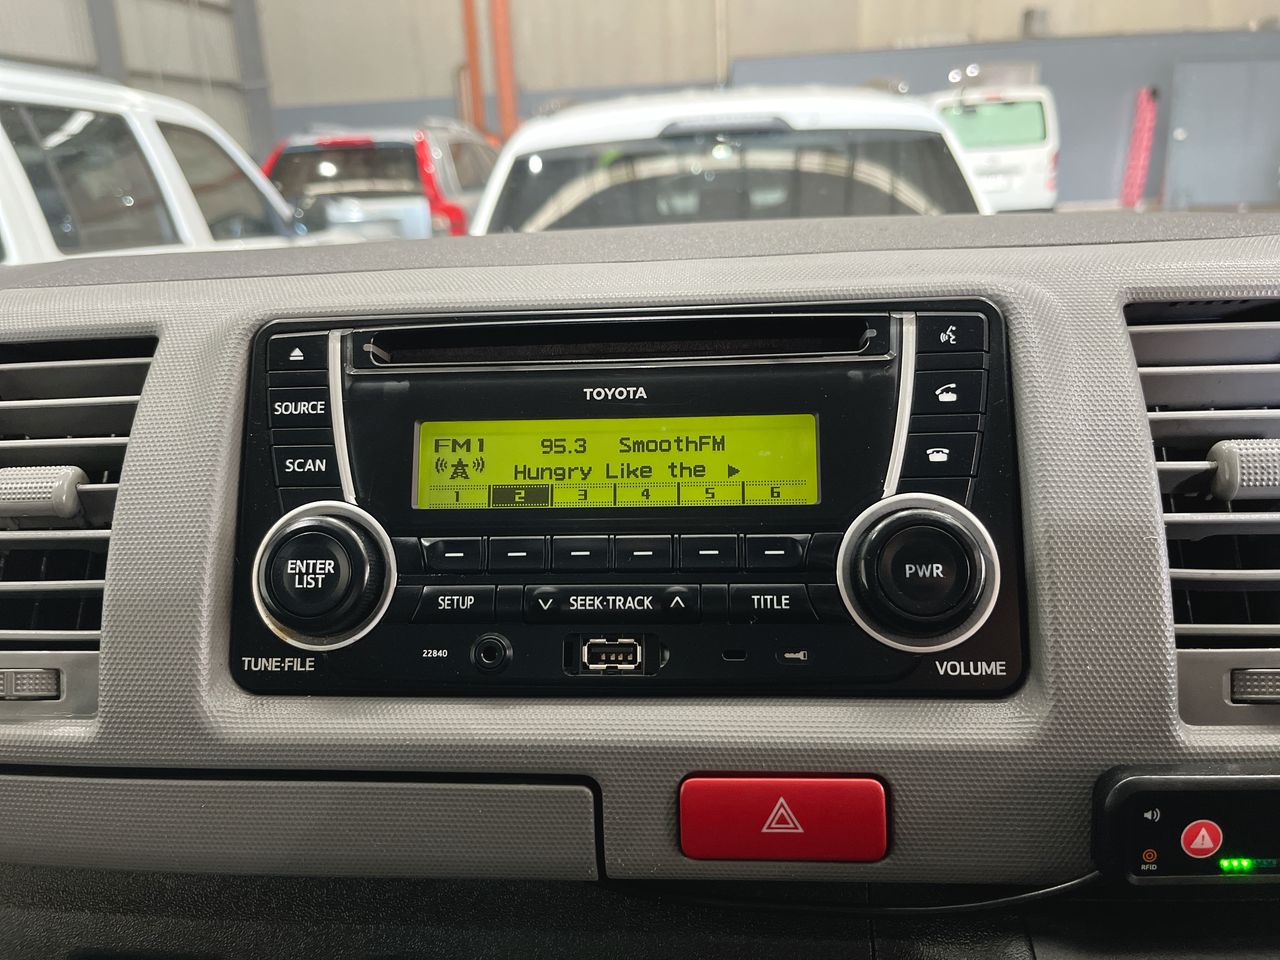 TOYOTA
SOURCE
SCAN
FM1 95.3 SmoothFM
Hungry Like the
1 2 3 4 5 6
ENTER
LIST
PWR
SETUP
SEEK·TRACK
TITLE
22840
TUNE·FILE
VOLUME
RFID